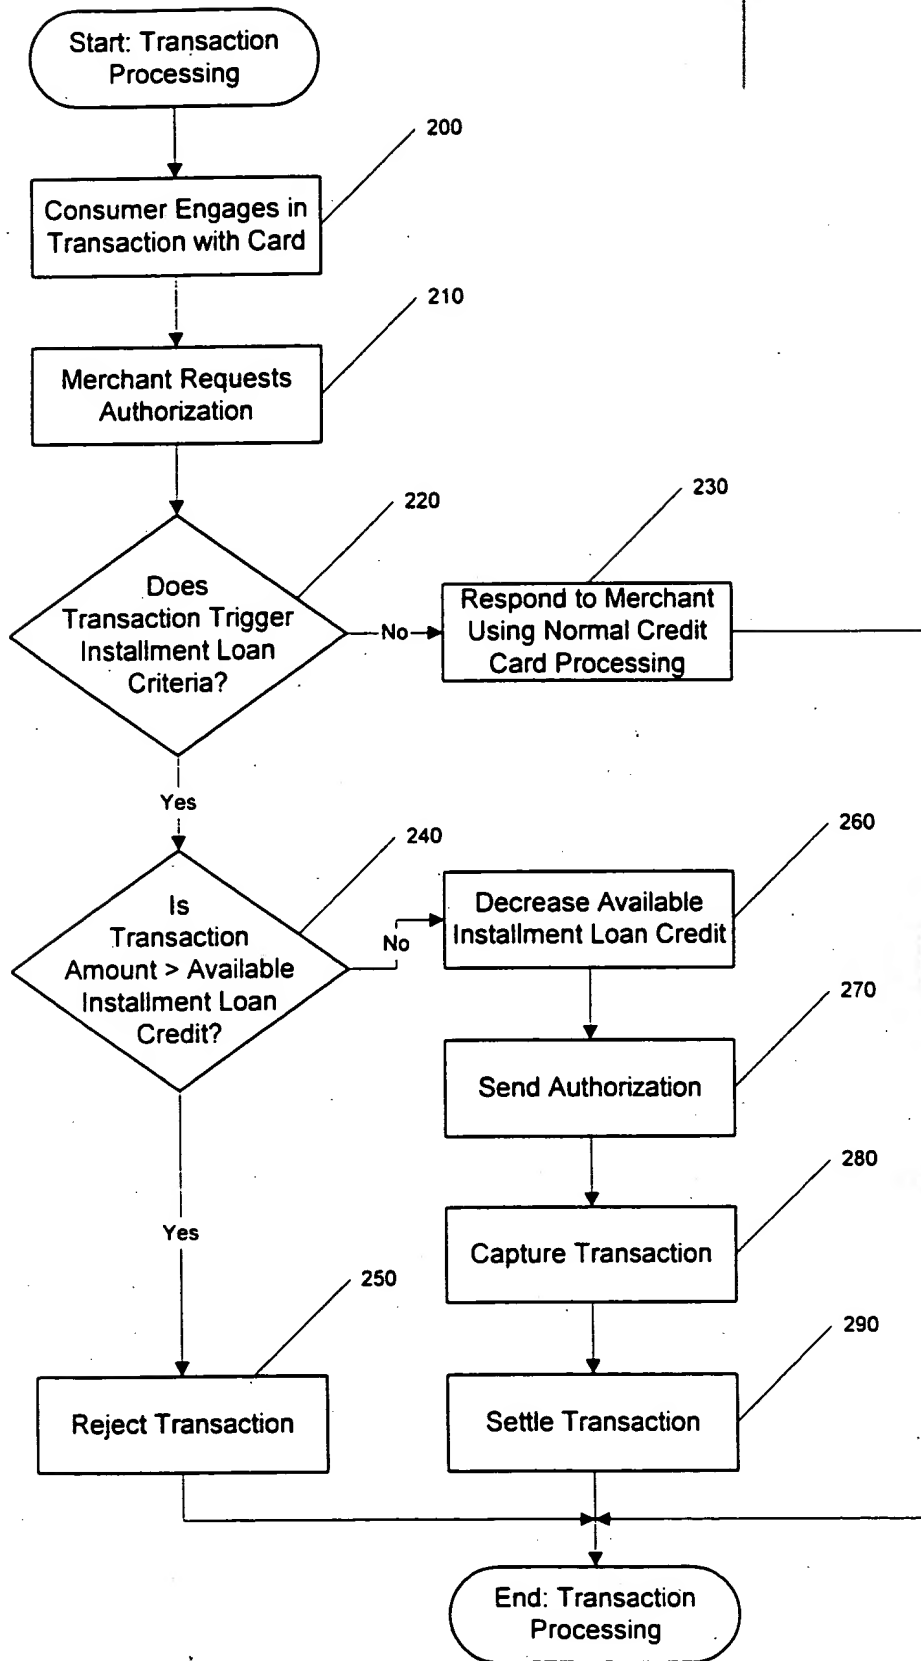 Start: Transaction
Processing
200
Consumer Engages in
Transaction with Card
210
Merchant Requests
Authorization
220
Does
Transaction Trigger
Installment Loan
Criteria?
No
230
Respond to Merchant
Using Normal Credit
Card Processing
Yes
240
Is
Transaction
Amount > Available
Installment Loan
Credit?
No
260
Decrease Available
Installment Loan Credit
270
Send Authorization
280
Capture Transaction
Yes
250
Reject Transaction
290
Settle Transaction
End: Transaction
Processing